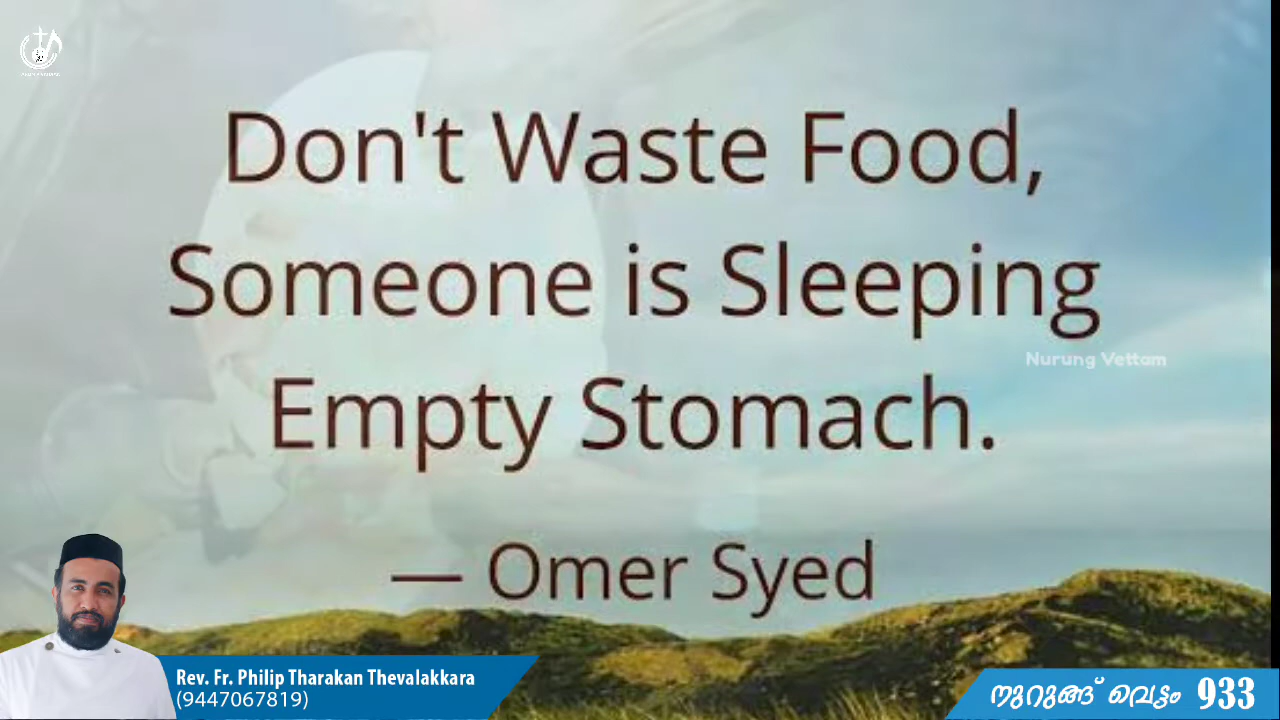 Don't Waste Food,
Someone is Sleeping
Empty Stomach.
— Omer Syed
Nurung Vettam
Rev. Fr. Philip Tharakan Thevalakkara
(9447067819)
നുറുങ്ങ് വെട്ടം 933